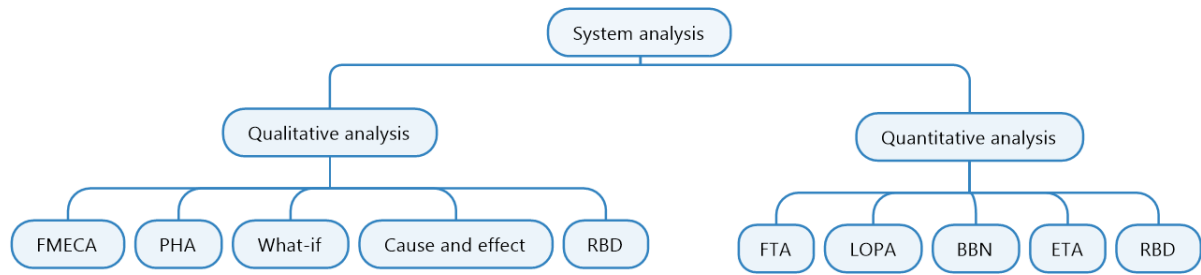 System analysis
Qualitative analysis
Quantitative analysis
FMECA
PHA
What-if
Cause and effect
RBD
FTA
LOPA
BBN
ETA
RBD